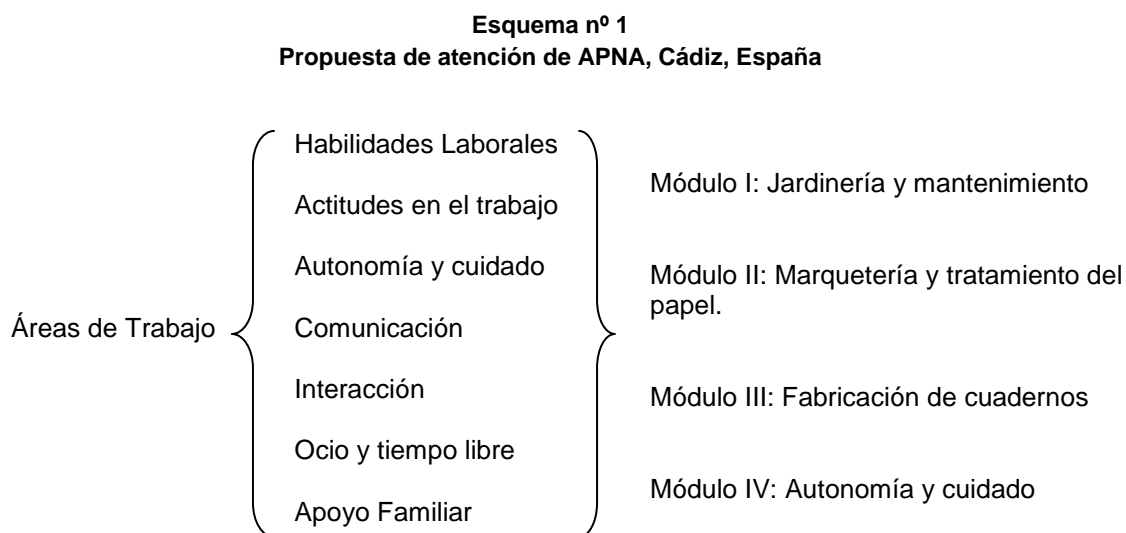 Esquema nº 1
Propuesta de atención de APNA, Cádiz, España
Áreas de Trabajo
Habilidades Laborales
Actitudes en el trabajo
Autonomía y cuidado
Comunicación
Interacción
Ocio y tiempo libre
Apoyo Familiar
Módulo I: Jardinería y mantenimiento
Módulo II: Marquetería y tratamiento del
papel.
Módulo III: Fabricación de cuadernos
Módulo IV: Autonomía y cuidado